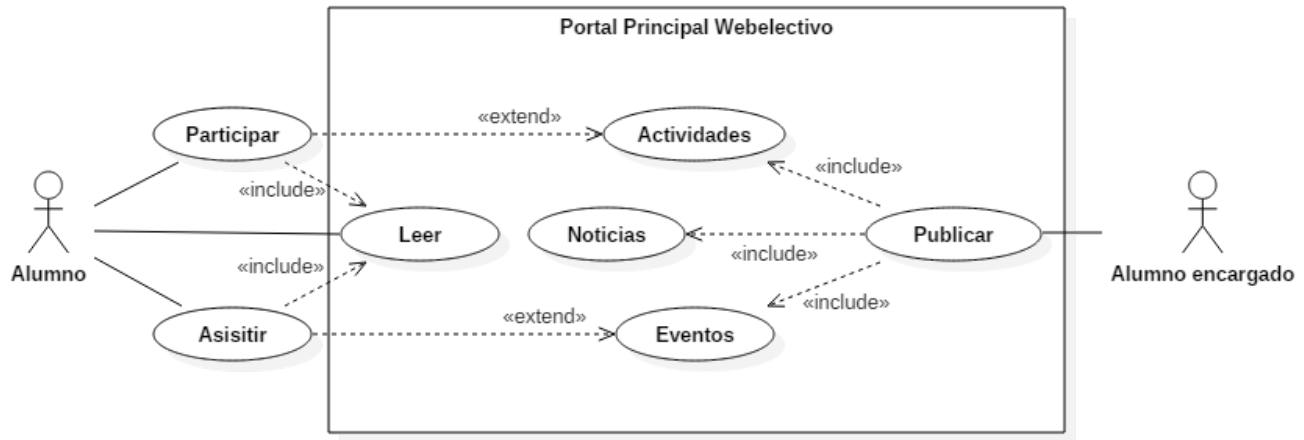 Portal Principal Webelectivo
«extend»
Participar
Actividades
«include»
«include»
Leer
Noticias
Publicar
Alumno
«include»
«include»
Alumno encargado
«include»
«extend»
Asisitir
Eventos